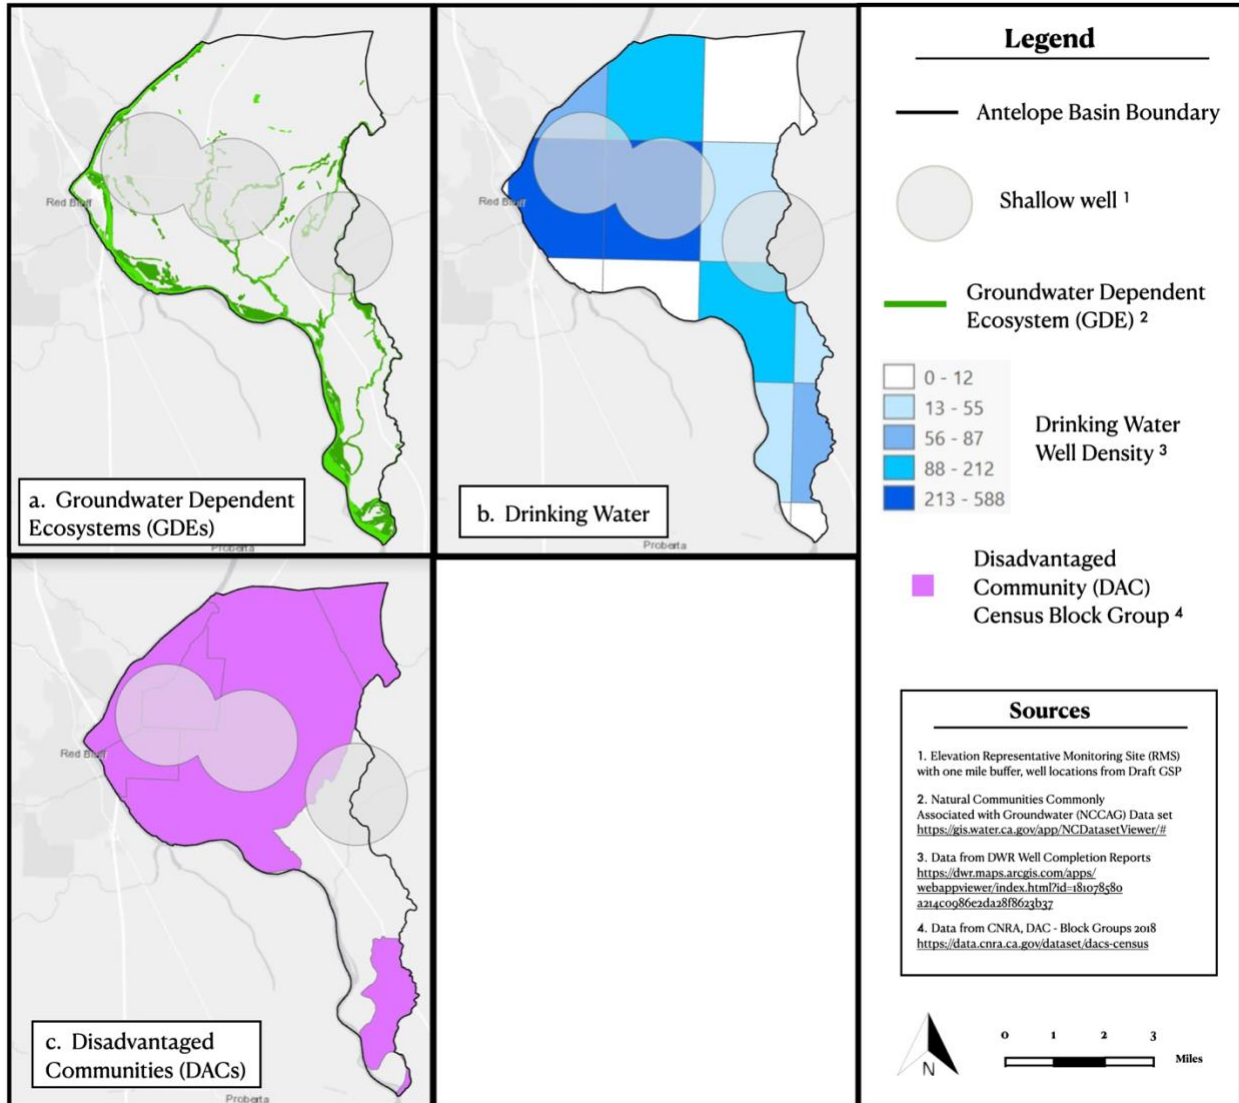 Red Bluff
a. Groundwater Dependent
Ecosystems (GDEs)
Proberta
Red Bluff
b. Drinking Water
Proberta
Red Bluff
c. Disadvantaged
Communities (DACs)
Proberta
Legend
Antelope Basin Boundary
Shallow well 1
Groundwater Dependent
Ecosystem (GDE) 2
0 - 12
13 - 55
56 - 87
88 - 212
213 - 588
Drinking Water
Well Density 3
Disadvantaged
Community (DAC)
Census Block Group 4
Sources
1. Elevation Representative Monitoring Site (RMS)
with one mile buffer, well locations from Draft GSP
2. Natural Communities Commonly
Associated with Groundwater (NCCAG) Data set
https://gis.water.ca.gov/app/NCDatasetViewer/#
3. Data from DWR Well Completion Reports
https://dwr.maps.arcgis.com/apps/
webappviewer/index.html?id=181078580
a214c0986e2da28f8623b37
4. Data from CNRA, DAC - Block Groups 2018
https://data.cnra.ca.gov/dataset/dacs-census
N
0 1 2 3
Miles